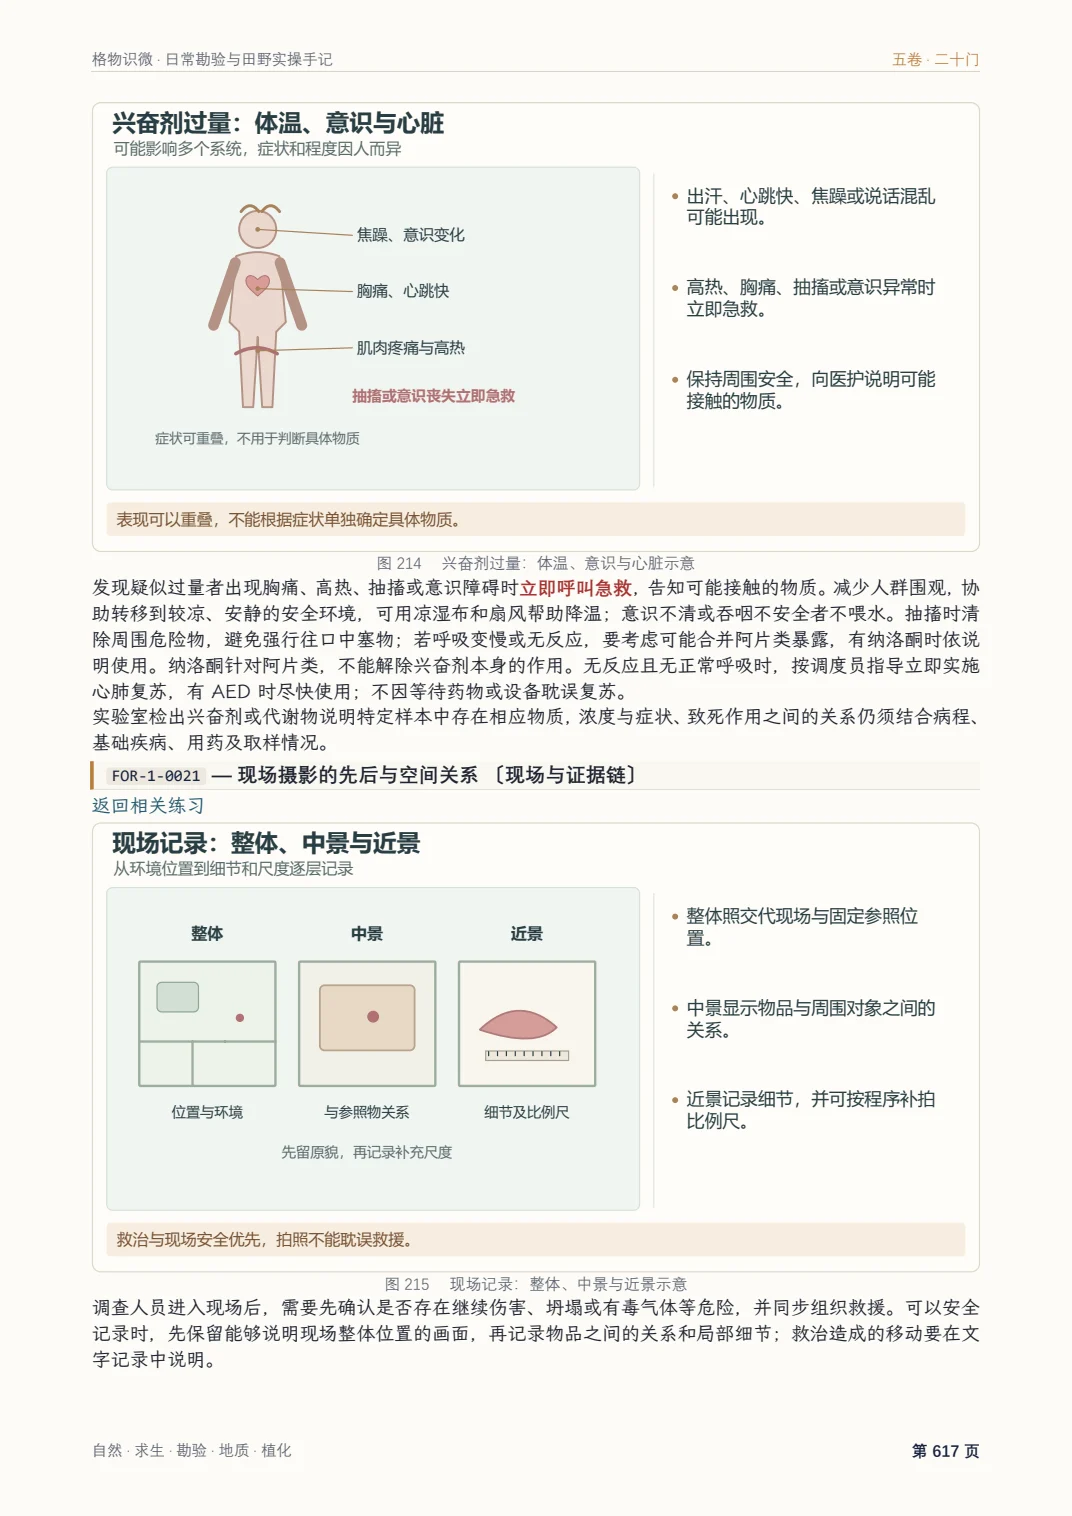 格物识微 · 日常勘验与田野实操手记
五卷 · 二十门
兴奋剂过量：体温、意识与心脏
可能影响多个系统，症状和程度因人而异
焦躁、意识变化
胸痛、心跳快
肌肉疼痛与高热
抽搐或意识丧失立即急救
症状可重叠，不用于判断具体物质
• 出汗、心跳快、焦躁或说话混乱
可能出现。
• 高热、胸痛、抽搐或意识异常时
立即急救。
• 保持周围安全，向医护说明可能
接触的物质。
表现可以重叠，不能根据症状单独确定具体物质。
图 214 兴奋剂过量：体温、意识与心脏示意
发现疑似过量者出现胸痛、高热、抽搐或意识障碍时立即呼叫急救，告知可能接触的物质。减少人群围观，协
助转移到较凉、安静的安全环境，可用凉湿布和扇风帮助降温；意识不清或吞咽不安全者不喂水。抽搐时清
除周围危险物，避免强行往口中塞物；若呼吸变慢或无反应，要考虑可能合并阿片类暴露，有纳洛酮时依说
明使用。纳洛酮针对阿片类，不能解除兴奋剂本身的作用。无反应且无正常呼吸时，按调度员指导立即实施
心肺复苏，有 AED 时尽快使用；不因等待药物或设备耽误复苏。
实验室检出兴奋剂或代谢物说明特定样本中存在相应物质，浓度与症状、致死作用之间的关系仍须结合病程、
基础疾病、用药及取样情况。
FOR-1-0021 — 现场摄影的先后与空间关系 〔现场与证据链〕
返回相关练习
现场记录：整体、中景与近景
从环境位置到细节和尺度逐层记录
整体 中景 近景
位置与环境 与参照物关系 细节及比例尺
先留原貌，再记录补充尺度
• 整体照交代现场与固定参照位
置。
• 中景显示物品与周围对象之间的
关系。
• 近景记录细节，并可按程序补拍
比例尺。
救治与现场安全优先，拍照不能耽误救援。
图 215 现场记录：整体、中景与近景示意
调查人员进入现场后，需要先确认是否存在继续伤害、坍塌或有毒气体等危险，并同步组织救援。可以安全
记录时，先保留能够说明现场整体位置的画面，再记录物品之间的关系和局部细节；救治造成的移动要在文
字记录中说明。
自然 · 求生 · 勘验 · 地质 · 植化
第 617 页